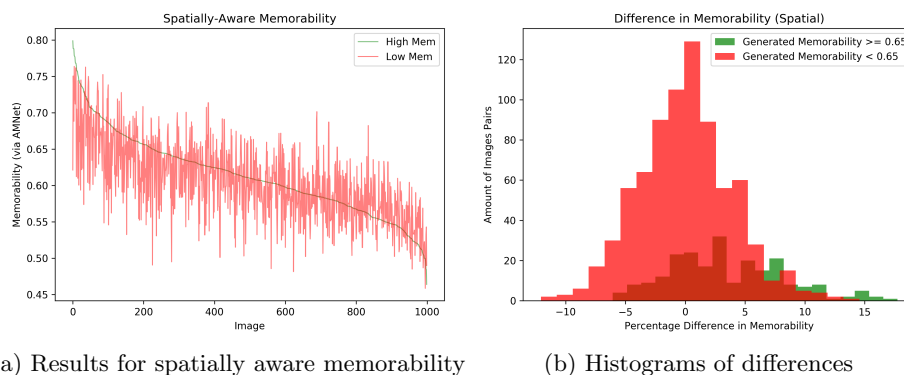 Spatially-Aware Memorability
High Mem
Low Mem
0.80
0.75
0.70
0.65
0.60
0.55
0.50
0.45
Memorability (via AMNet)
0 200 400 600 800 1000
Image
a) Results for spatially aware memorability
Difference in Memorability (Spatial)
Generated Memorability >= 0.65
Generated Memorability < 0.65
120
100
80
60
40
20
0
Amount of Images Pairs
−10 −5 0 5 10 15
Percentage Difference in Memorability
(b) Histograms of differences